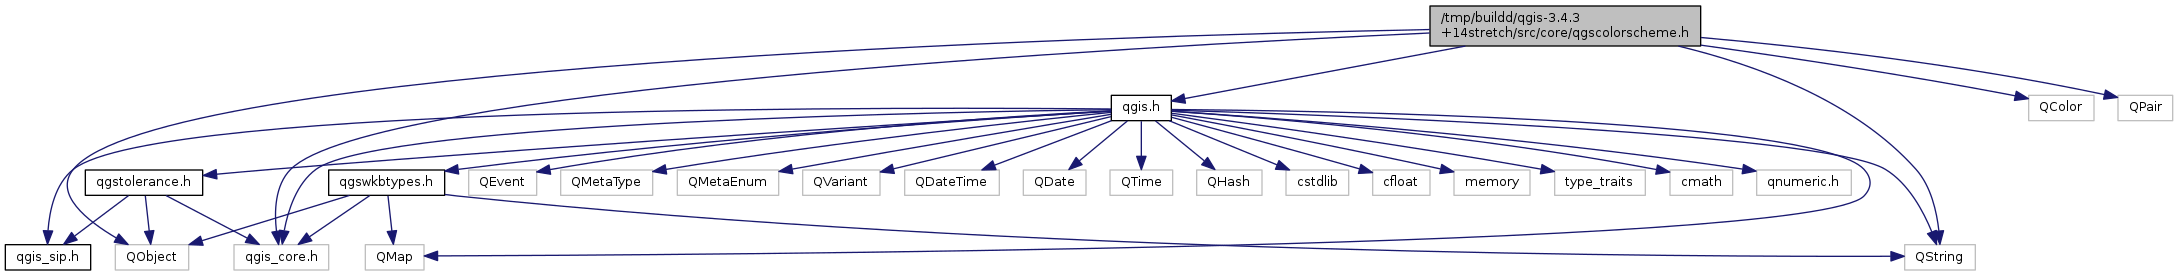 /tmp/buildd/qgis-3.4.3
+14stretch/src/core/qgscolorscheme.h
qgis.h
QColor
QPair
qgstolerance.h
qgswkbtypes.h
QEvent
QMetaType
QMetaEnum
QVariant
QDateTime
QDate
QTime
QHash
cstdlib
cfloat
memory
type_traits
cmath
qnumeric.h
qgis_sip.h
QObject
qgis_core.h
QMap
QString